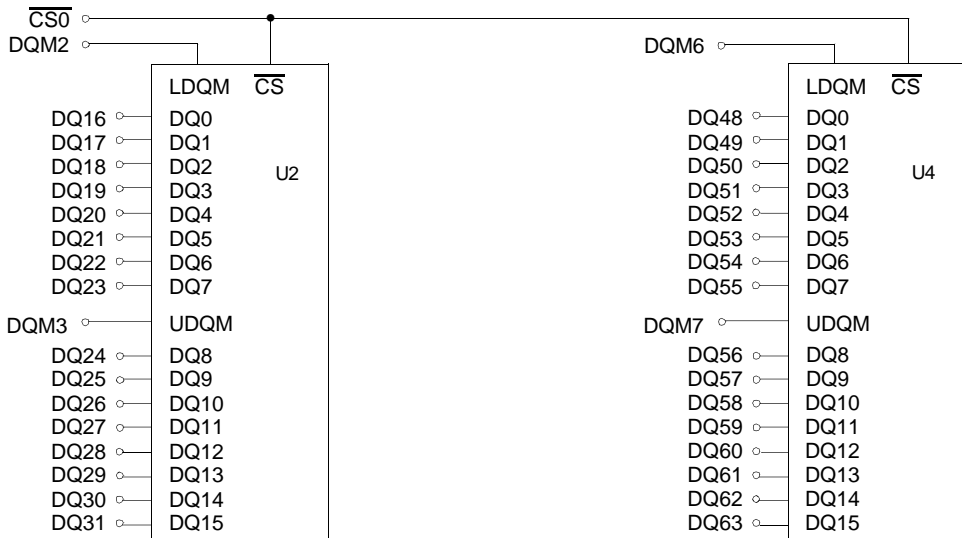 CS0
DQM2
DQM6
LDQM CS
LDQM CS
DQ16 DQ0
DQ48 DQ0
DQ17 DQ1
DQ49 DQ1
DQ18 DQ2
DQ50 DQ2
U2
U4
DQ19 DQ3
DQ51 DQ3
DQ20 DQ4
DQ52 DQ4
DQ21 DQ5
DQ53 DQ5
DQ22 DQ6
DQ54 DQ6
DQ23 DQ7
DQ55 DQ7
DQM3 UDQM
DQM7 UDQM
DQ24 DQ8
DQ56 DQ8
DQ25 DQ9
DQ57 DQ9
DQ26 DQ10
DQ58 DQ10
DQ27 DQ11
DQ59 DQ11
DQ28 DQ12
DQ60 DQ12
DQ29 DQ13
DQ61 DQ13
DQ30 DQ14
DQ62 DQ14
DQ31 DQ15
DQ63 DQ15